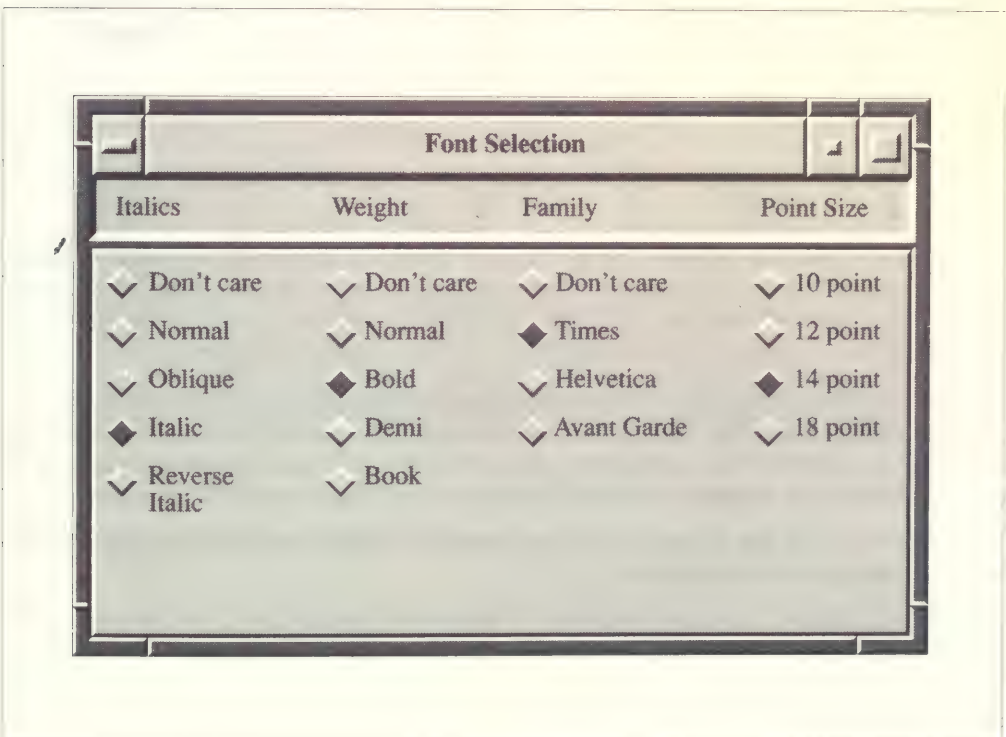 Font Selection
Italics Weight Family Point Size
Don't care Don't care Don't care 10 point
Normal Normal Times 12 point
Oblique Bold Helvetica 14 point
Italic Demi Avant Garde 18 point
Reverse Book
Italic